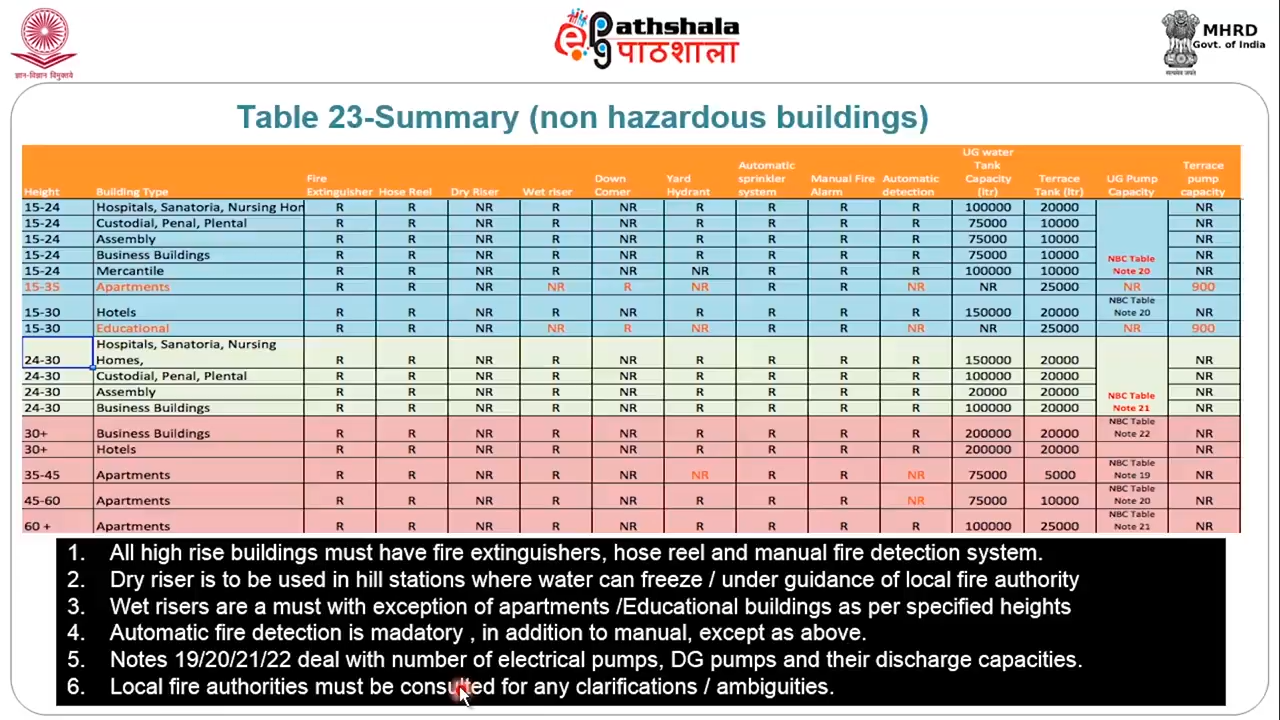 ePathshala
पाठशाला
MHRD
Govt. of India
ज्ञान-विज्ञान विमुक्तये
सत्यमेव जयते
Table 23-Summary (non hazardous buildings)
Height Building Type Fire Extinguisher Hose Reel Dry Riser Wet riser Down Comer Yard Hydrant Automatic sprinkler system Manual Fire Alarm Automatic detection UG water Tank Capacity (ltr) Terrace Tank (ltr) UG Pump Capacity Terrace pump capacity
15-24 Hospitals, Sanatoria, Nursing Hon R R NR R NR R R R R 100000 20000 NR
15-24 Custodial, Penal, Plental R R NR R NR R R R R 75000 10000 NR
15-24 Assembly R R NR R NR R R R R 75000 10000 NR
15-24 Business Buildings R R NR R NR R R R R 75000 10000 NBC Table NR
15-24 Mercantile R R NR R NR NR R R R 100000 10000 Note 20 NR
15-35 Apartments R R NR NR R NR R R NR NR 25000 NR 900
15-30 Hotels R R NR R NR R R R R 150000 20000 NBC Table Note 20 NR
15-30 Educational R R NR NR R NR R R NR NR 25000 NR 900
24-30 Hospitals, Sanatoria, Nursing Homes, R R NR R NR R R R R 150000 20000 NR
24-30 Custodial, Penal, Plental R R NR R NR R R R R 100000 20000 NR
24-30 Assembly R R NR R NR R R R R 20000 20000 NBC Table NR
24-30 Business Buildings R R NR R NR R R R R 100000 20000 Note 21 NR
30+ Business Buildings R R NR R NR R R R R 200000 20000 NBC Table Note 22 NR
30+ Hotels R R NR R NR R R R R 200000 20000 NR
35-45 Apartments R R NR R NR NR R R NR 75000 5000 NBC Table Note 19 NR
45-60 Apartments R R NR R NR R R R NR 75000 10000 NBC Table Note 20 NR
60 + Apartments R R NR R NR R R R R 100000 25000 NBC Table Note 21 NR
1. All high rise buildings must have fire extinguishers, hose reel and manual fire detection system.
2. Dry riser is to be used in hill stations where water can freeze / under guidance of local fire authority
3. Wet risers are a must with exception of apartments /Educational buildings as per specified heights
4. Automatic fire detection is madatory , in addition to manual, except as above.
5. Notes 19/20/21/22 deal with number of electrical pumps, DG pumps and their discharge capacities.
6. Local fire authorities must be consulted for any clarifications / ambiguities.